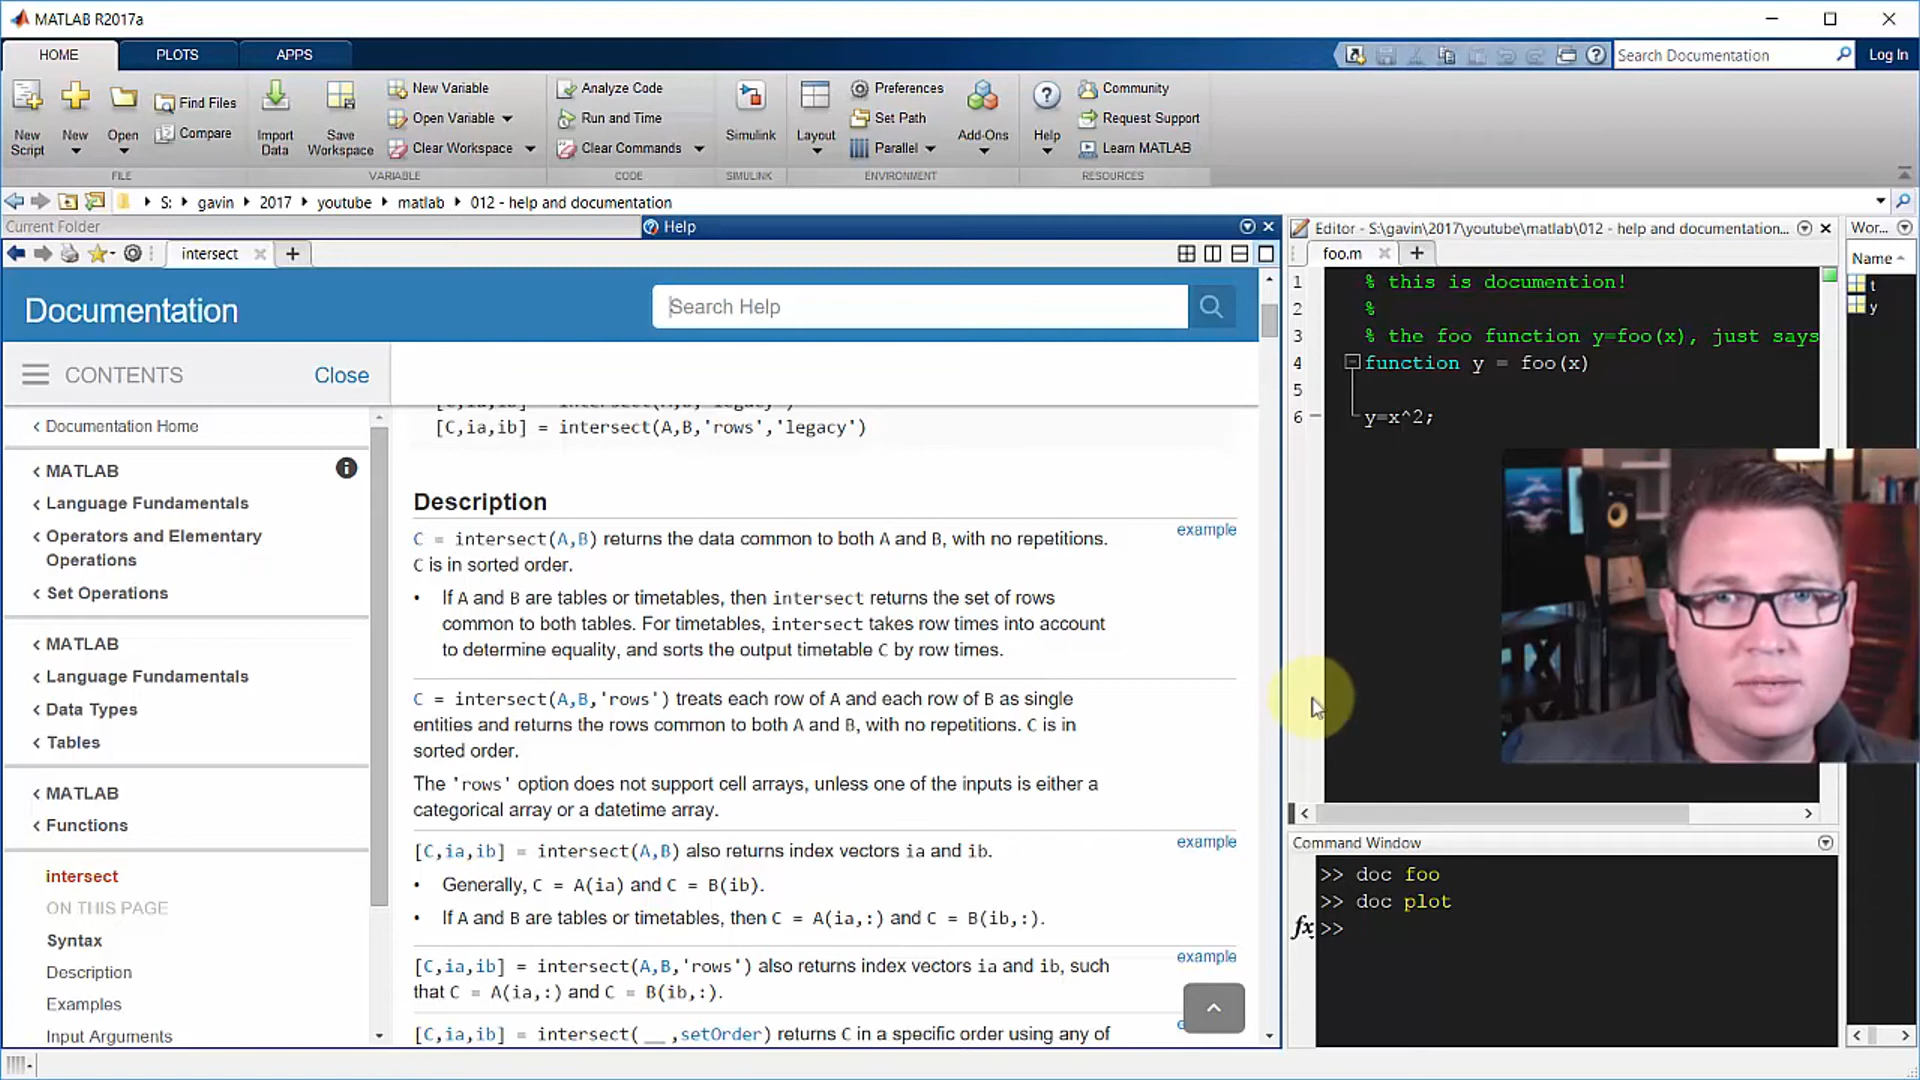 MATLAB R2017a
HOME PLOTS APPS
Search Documentation
Log In
New Script
New
Open
Find Files
Compare
FILE
Import Data
Save Workspace
New Variable
Open Variable
Clear Workspace
VARIABLE
Analyze Code
Run and Time
Clear Commands
CODE
Simulink
SIMULINK
Layout
Preferences
Set Path
Parallel
Add-Ons
ENVIRONMENT
Help
Community
Request Support
Learn MATLAB
RESOURCES
S: gavin 2017 youtube matlab 012 - help and documentation
Current Folder
Help
intersect
Documentation
Search Help
CONTENTS
Close
Documentation Home
MATLAB
Language Fundamentals
Operators and Elementary
Operations
Set Operations
MATLAB
Language Fundamentals
Data Types
Tables
MATLAB
Functions
intersect
ON THIS PAGE
Syntax
Description
Examples
Input Arguments
[C,ia,ib] = intersect(A,B,'legacy')
[C,ia,ib] = intersect(A,B,'rows','legacy')
Description
C = intersect(A,B) returns the data common to both A and B, with no repetitions.
example
C is in sorted order.
• If A and B are tables or timetables, then intersect returns the set of rows
common to both tables. For timetables, intersect takes row times into account
to determine equality, and sorts the output timetable C by row times.
C = intersect(A,B,'rows') treats each row of A and each row of B as single
entities and returns the rows common to both A and B, with no repetitions. C is in
sorted order.
The 'rows' option does not support cell arrays, unless one of the inputs is either a
categorical array or a datetime array.
[C,ia,ib] = intersect(A,B) also returns index vectors ia and ib.
example
• Generally, C = A(ia) and C = B(ib).
• If A and B are tables or timetables, then C = A(ia,:) and C = B(ib,:).
[C,ia,ib] = intersect(A,B,'rows') also returns index vectors ia and ib, such
example
that C = A(ia,:) and C = B(ib,:).
[C,ia,ib] = intersect(__,setOrder) returns C in a specific order using any of
Editor - S:\gavin\2017\youtube\matlab\012 - help and documentation...
foo.m
1 % this is documention!
2 %
3 % the foo function y=foo(x), just says
4 function y = foo(x)
5
6 y=x^2;
Command Window
>> doc foo
>> doc plot
fx >>
Wor...
Name
t
y